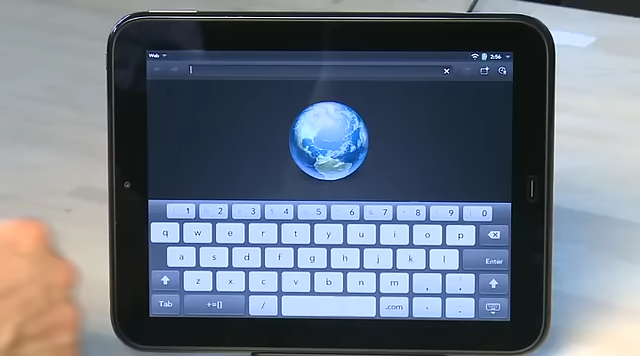 Web 2:56
1 2 3 4 5 6 7 8 9 0
q w e r t y u i o p
a s d f g h j k l Enter
z x c v b n m , .
Tab +=[] / .com - _